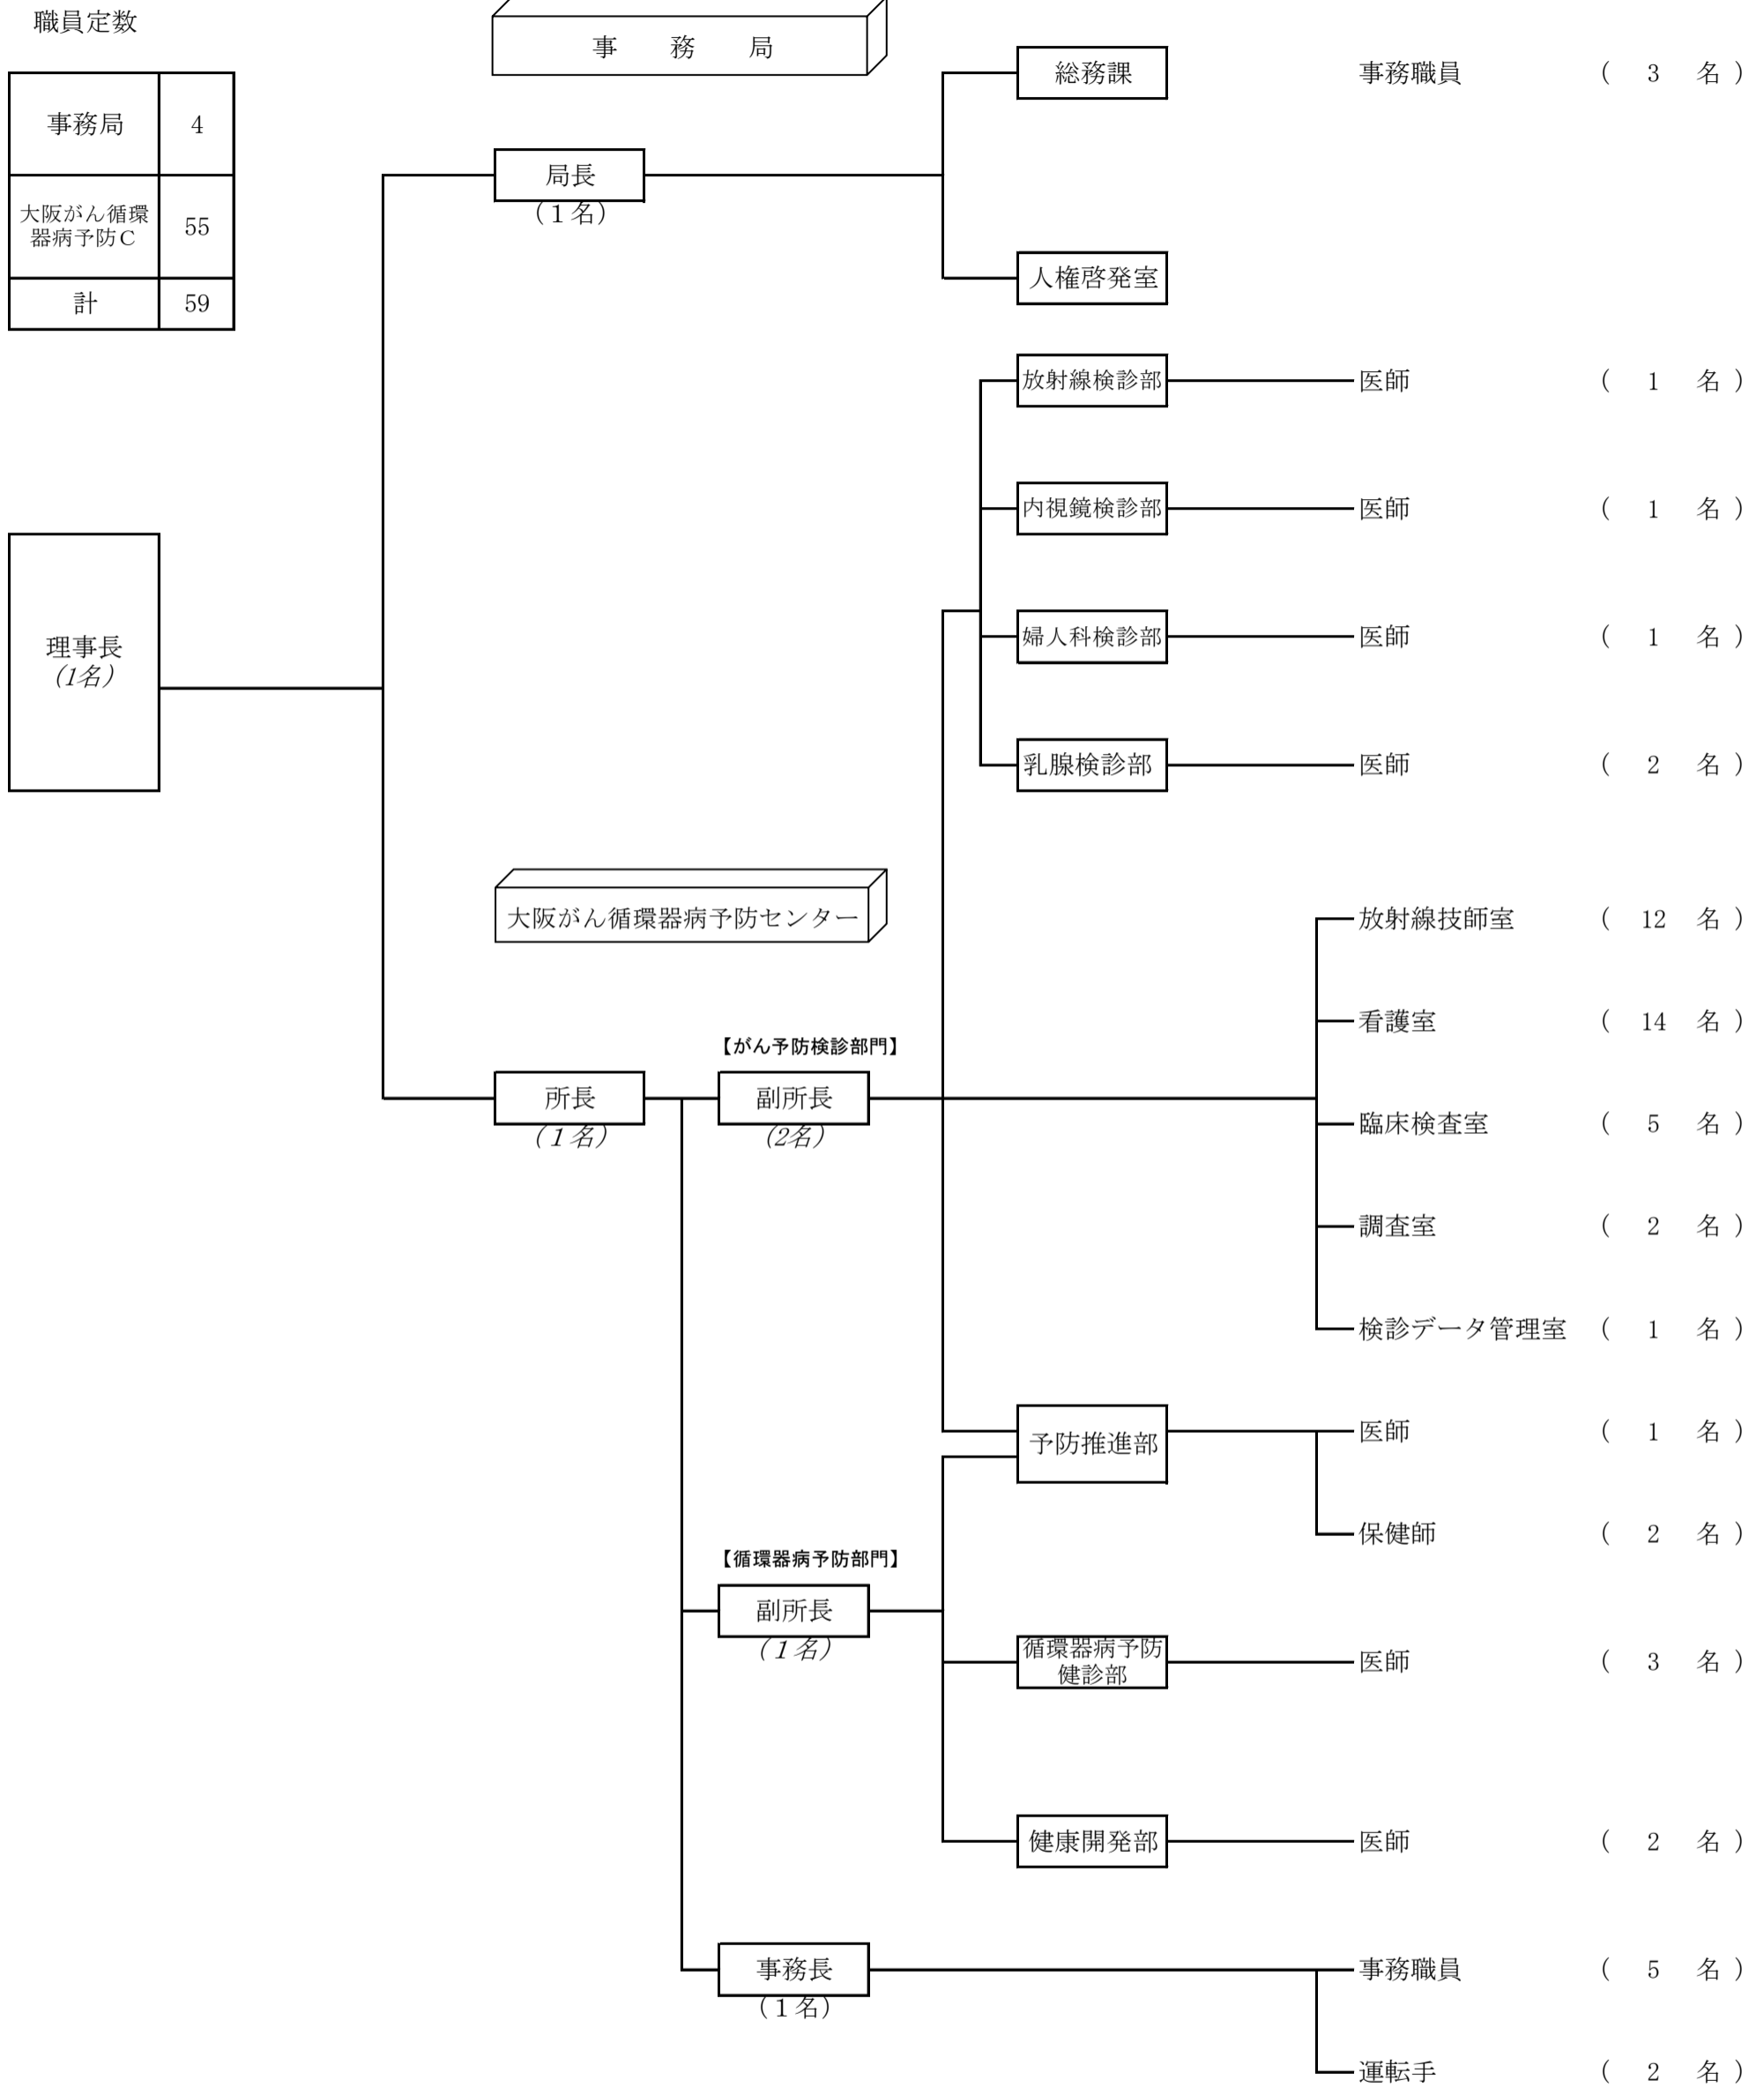 職員定数
事務局 4
大阪がん循環
器病予防C 55
計 59
事　務　局
局長
（１名）
総務課 事務職員 （ 3 名 ）
人権啓発室
理事長
(1名)
放射線検診部 医師 （ 1 名 ）
内視鏡検診部 医師 （ 1 名 ）
婦人科検診部 医師 （ 1 名 ）
乳腺検診部 医師 （ 2 名 ）
大阪がん循環器病予防センター
放射線技師室 （ 12 名 ）
看護室 （ 14 名 ）
臨床検査室 （ 5 名 ）
調査室 （ 2 名 ）
検診データ管理室 （ 1 名 ）
所長
（１名）
【がん予防検診部門】
副所長
(2名)
予防推進部 医師 （ 1 名 ）
保健師 （ 2 名 ）
【循環器病予防部門】
副所長
（１名）
循環器病予防
健診部 医師 （ 3 名 ）
健康開発部 医師 （ 2 名 ）
事務長
（１名）
事務職員 （ 5 名 ）
運転手 （ 2 名 ）